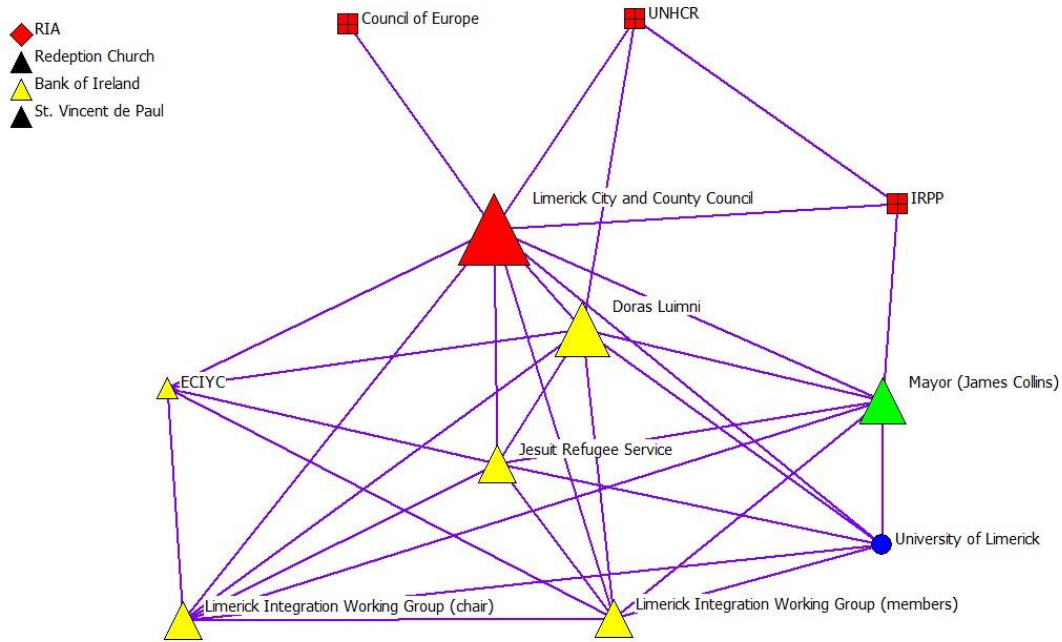 Council of Europe
UNHCR
RIA
Redeption Church
Bank of Ireland
St. Vincent de Paul
Limerick City and County Council
IRPP
Doras Luimni
ECIYC
Mayor (James Collins)
Jesuit Refugee Service
University of Limerick
Limerick Integration Working Group (chair)
Limerick Integration Working Group (members)